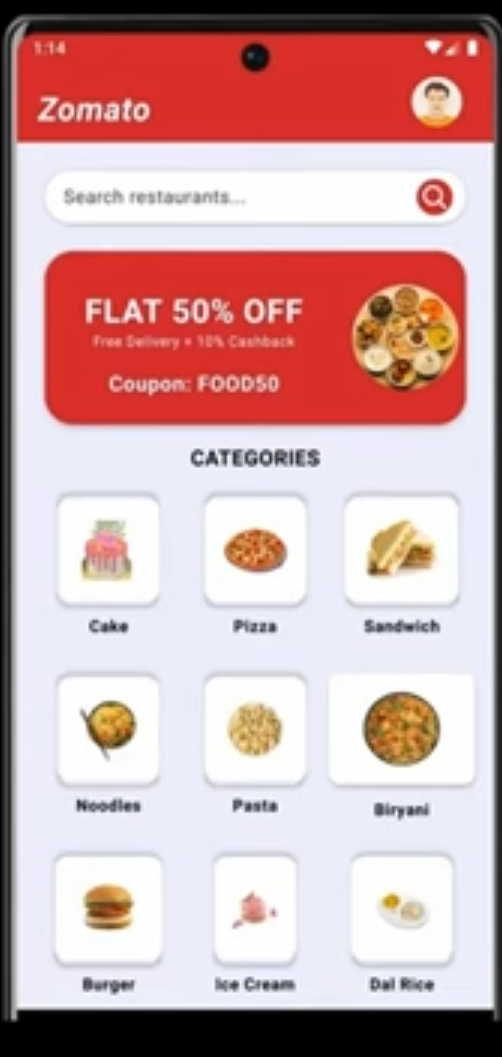 1:14
Zomato
Search restaurants...
FLAT 50% OFF
Free Delivery + 10% Cashback
Coupon: FOOD50
CATEGORIES
Cake Pizza Sandwich
Noodles Pasta Biryani
Burger Ice Cream Dal Rice